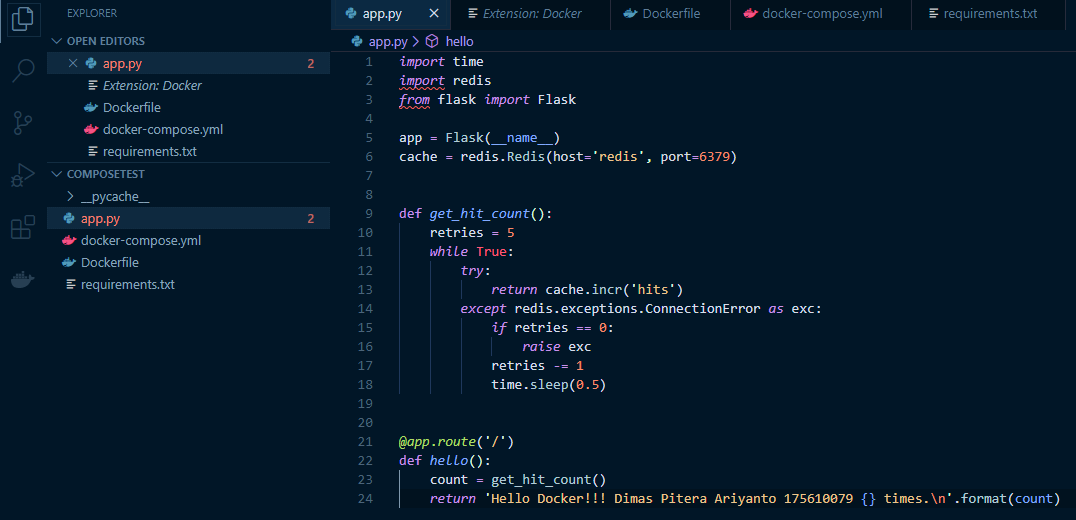 EXPLORER
OPEN EDITORS
app.py 2
Extension: Docker
Dockerfile
docker-compose.yml
requirements.txt
COMPOSETEST
__pycache__
app.py 2
docker-compose.yml
Dockerfile
requirements.txt
app.py Extension: Docker Dockerfile docker-compose.yml requirements.txt
app.py > hello
1 import time
2 import redis
3 from flask import Flask
4
5 app = Flask(__name__)
6 cache = redis.Redis(host='redis', port=6379)
7
8
9 def get_hit_count():
10     retries = 5
11     while True:
12         try:
13             return cache.incr('hits')
14         except redis.exceptions.ConnectionError as exc:
15             if retries == 0:
16                 raise exc
17             retries -= 1
18             time.sleep(0.5)
19
20
21 @app.route('/')
22 def hello():
23     count = get_hit_count()
24     return 'Hello Docker!!! Dimas Pitera Ariyanto 175610079 {} times.\n'.format(count)